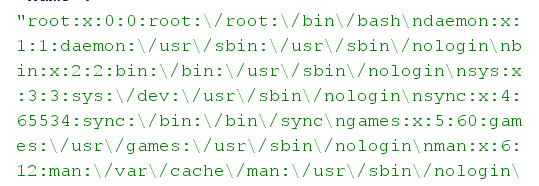 "root:x:0:0:root:\/root:\/bin\/bash\ndaemon:x:
1:1:daemon:\/usr\/sbin:\/usr\/sbin\/nologin\nb
in:x:2:2:bin:\/bin:\/usr\/sbin\/nologin\nsys:x
:3:3:sys:\/dev:\/usr\/sbin\/nologin\nsync:x:4:
65534:sync:\/bin:\/bin\/sync\ngames:x:5:60:gam
es:\/usr\/games:\/usr\/sbin\/nologin\nman:x:6:
12:man:\/var\/cache\/man:\/usr\/sbin\/nologin\